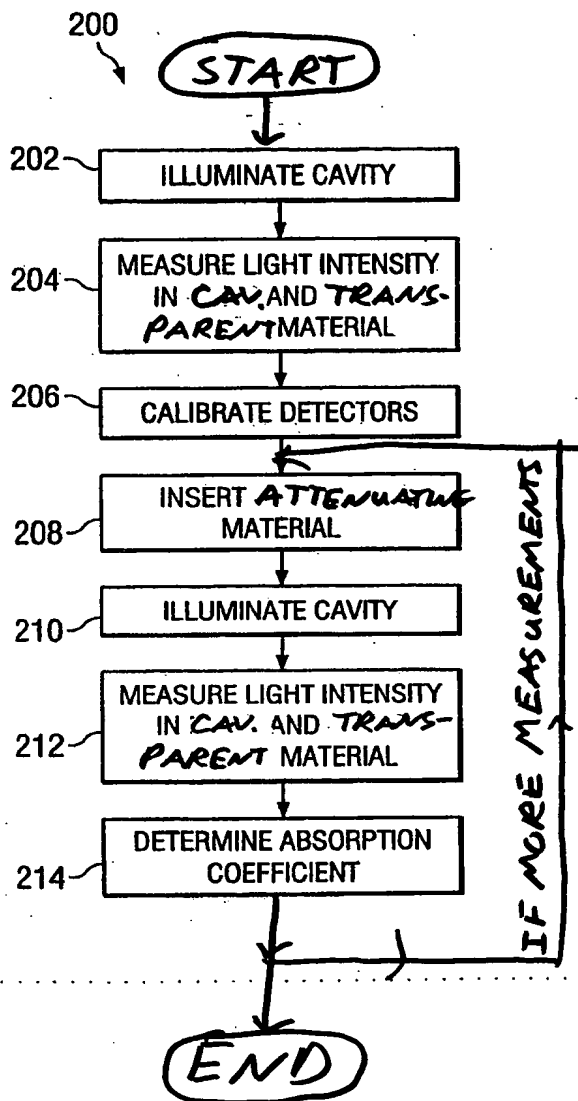 200
START
202 ILLUMINATE CAVITY
204 MEASURE LIGHT INTENSITY
IN CAV. AND TRANS-
PARENT MATERIAL
206 CALIBRATE DETECTORS
208 INSERT ATTENUATING
MATERIAL
210 ILLUMINATE CAVITY
212 MEASURE LIGHT INTENSITY
IN CAV. AND TRANS-
PARENT MATERIAL
214 DETERMINE ABSORPTION
COEFFICIENT
IF MORE MEASUREMENTS
END